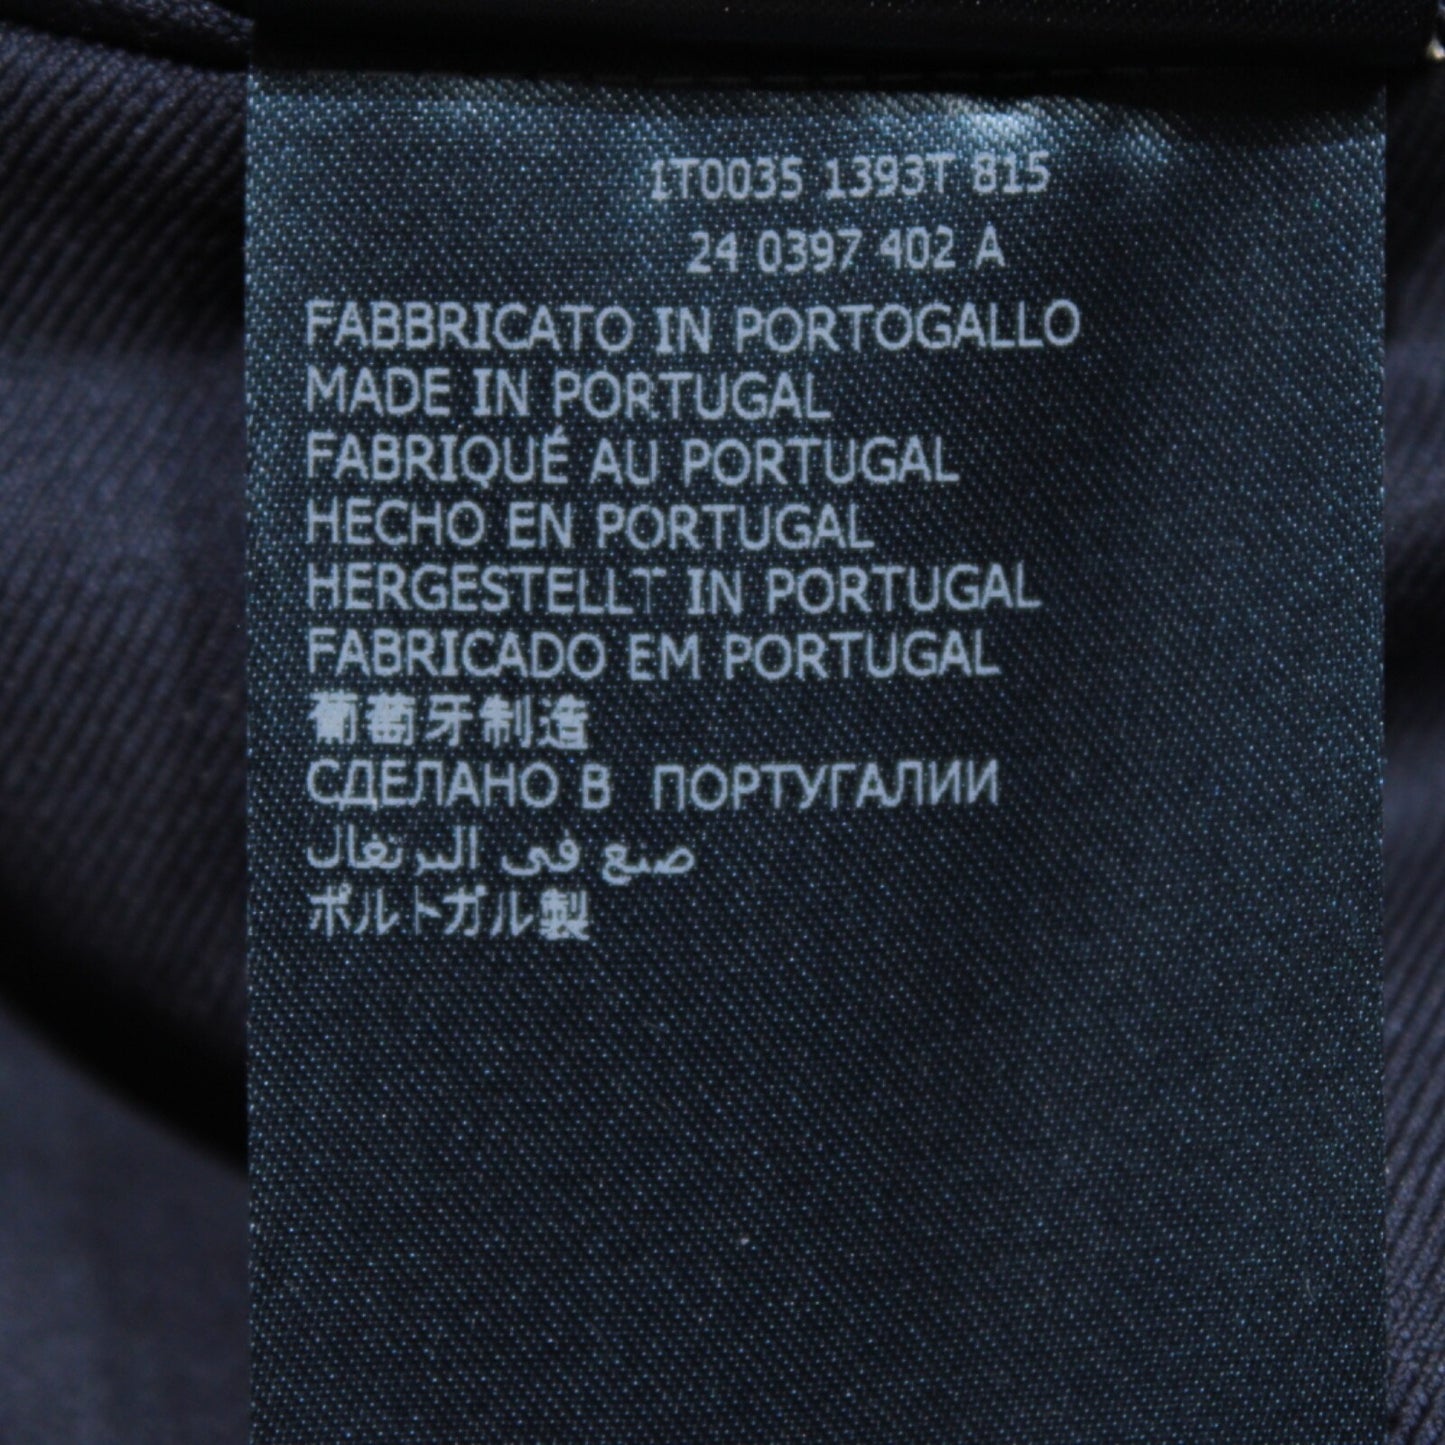 1T0035 1393T 815
24 0397 402 A
FABBRICATO IN PORTOGALLO
MADE IN PORTUGAL
FABRIQUÉ AU PORTUGAL
HECHO EN PORTUGAL
HERGESTELLT IN PORTUGAL
FABRICADO EM PORTUGAL
葡萄牙制造
СДЕЛАНО В ПОРТУГАЛИИ
صنع في البرتغال
ポルトガル製